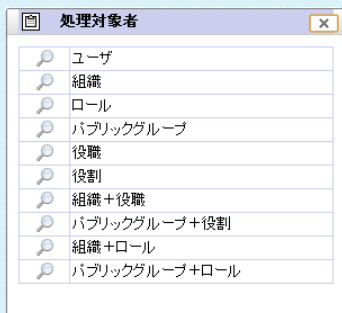 処理対象者
ユーザ
組織
ロール
パブリックグループ
役職
役割
組織＋役職
パブリックグループ＋役割
組織＋ロール
パブリックグループ＋ロール